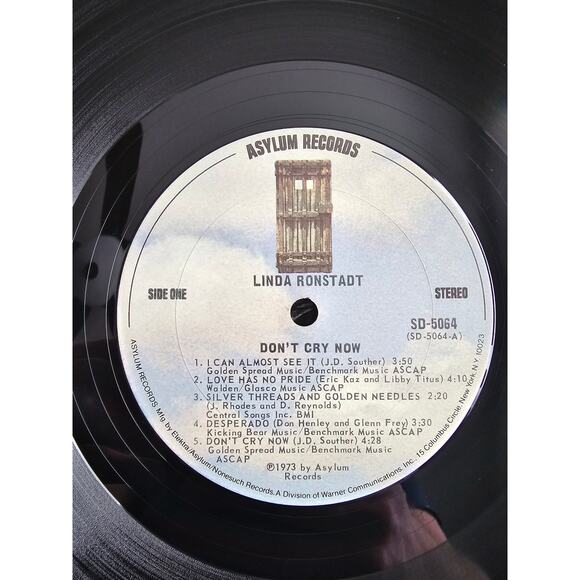 ASYLUM RECORDS
LINDA RONSTADT
SIDE ONE
STEREO
SD-5064
(SD-5064-A)
DON'T CRY NOW
1. I CAN ALMOST SEE IT (J.D. Souther) 3:50
Golden Spread Music/Benchmark Music ASCAP
2. LOVE HAS NO PRIDE (Eric Kaz and Libby Titus) 4:10
Walden/Glasco Music ASCAP
3. SILVER THREADS AND GOLDEN NEEDLES 2:20
(J. Rhodes and D. Reynolds)
Central Songs Inc. BMI
4. DESPERADO (Don Henley and Glenn Frey) 3:30
Kicking Bear Music/Benchmark Music ASCAP
5. DON'T CRY NOW (J.D. Souther) 4:28
Golden Spread Music/Benchmark Music
ASCAP
℗1973 by Asylum
Records
ASYLUM RECORDS, Mfg by Elektra/Asylum/Nonesuch Records, A Division of Warner Communications, Inc. 15 Columbus Circle, New York, N.Y. 10023